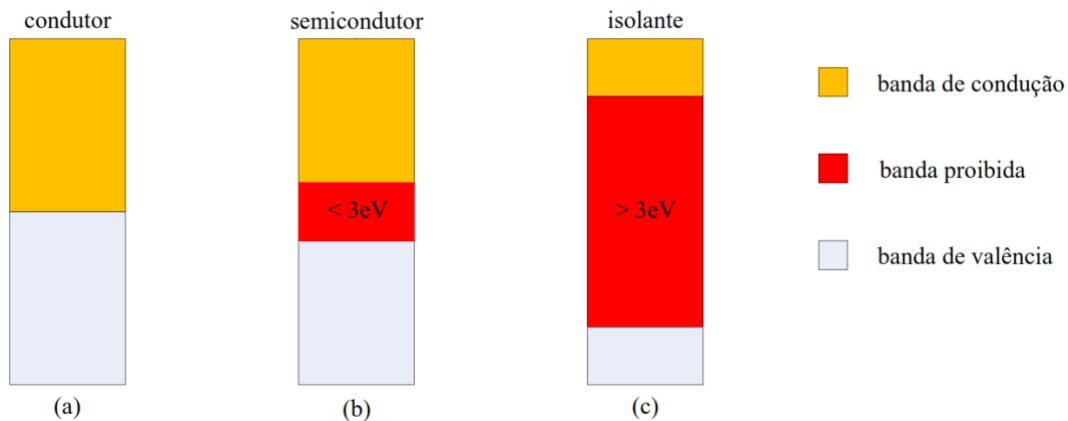 condutor
semicondutor
isolante
banda de condução
banda proibida
< 3eV
> 3eV
banda de valência
(a)
(b)
(c)